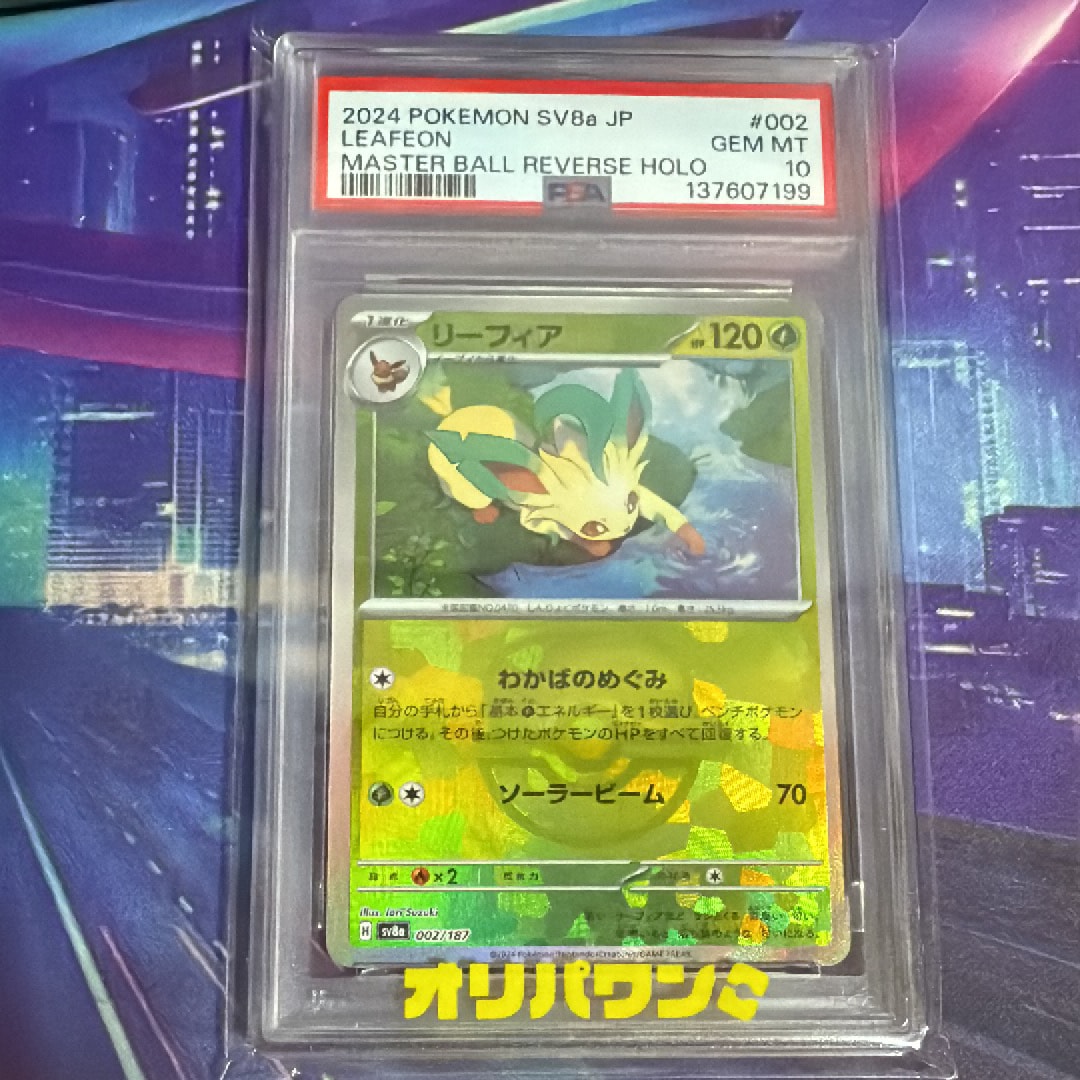 2024 POKEMON SV8a JP #002
LEAFEON GEM MT
MASTER BALL REVERSE HOLO 10
PSA 137607199
1進化 リーフィア HP 120
わかばのめぐみ
自分の手札から「基本エネルギー」を1枚選び、ベンチポケモン
につける。その後、つけたポケモンのHPをすべて回復する。
ソーラービーム 70
×2
Illus. Iori Suzuki
H sv8a 002/187
オリパワン